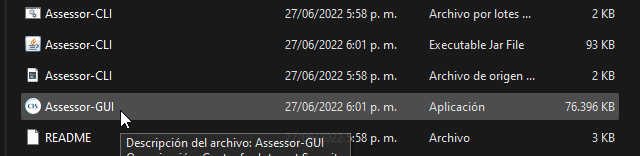 Assessor-CLI 27/06/2022 5:58 p. m. Archivo por lotes ... 2 KB
Assessor-CLI 27/06/2022 6:01 p. m. Executable Jar File 93 KB
Assessor-CLI 27/06/2022 5:58 p. m. Archivo de origen ... 2 KB
CIS. Assessor-GUI 27/06/2022 6:01 p. m. Aplicación 76.396 KB
README 5:58 p. m. Archivo 3 KB
Descripción del archivo: Assessor-GUI